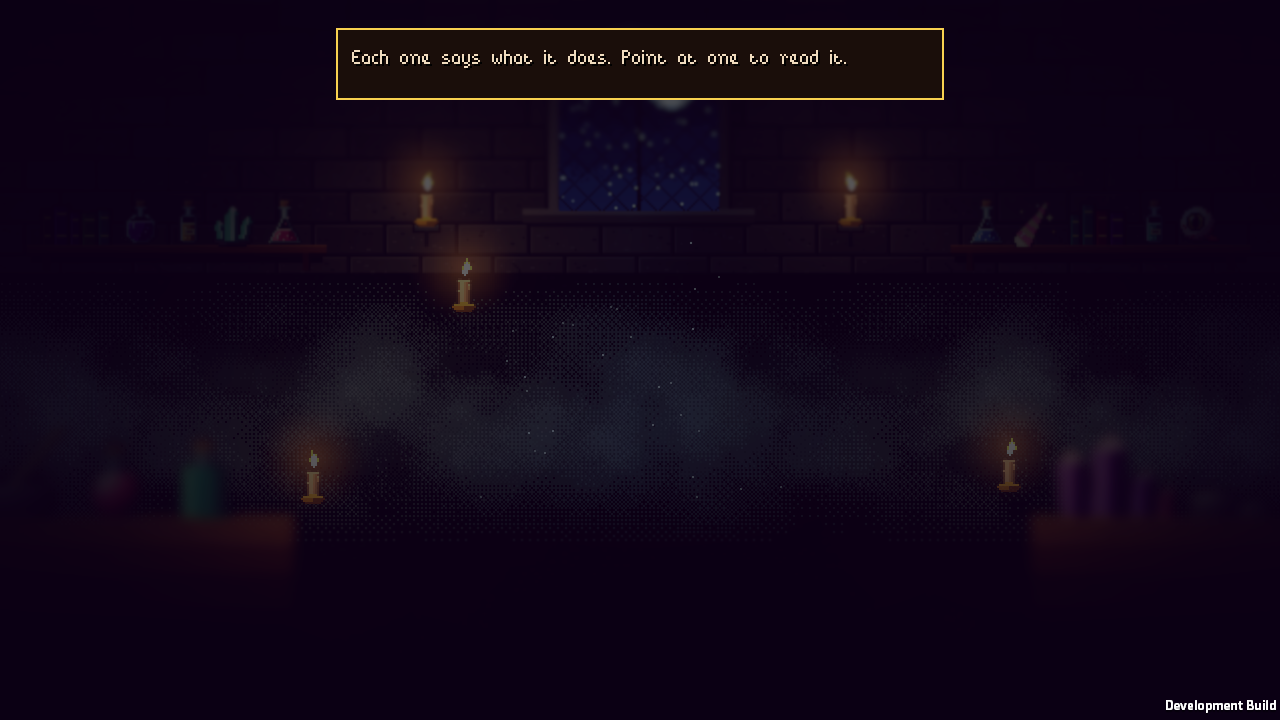 Each one says what it does. Point at one to read it.
Development Build